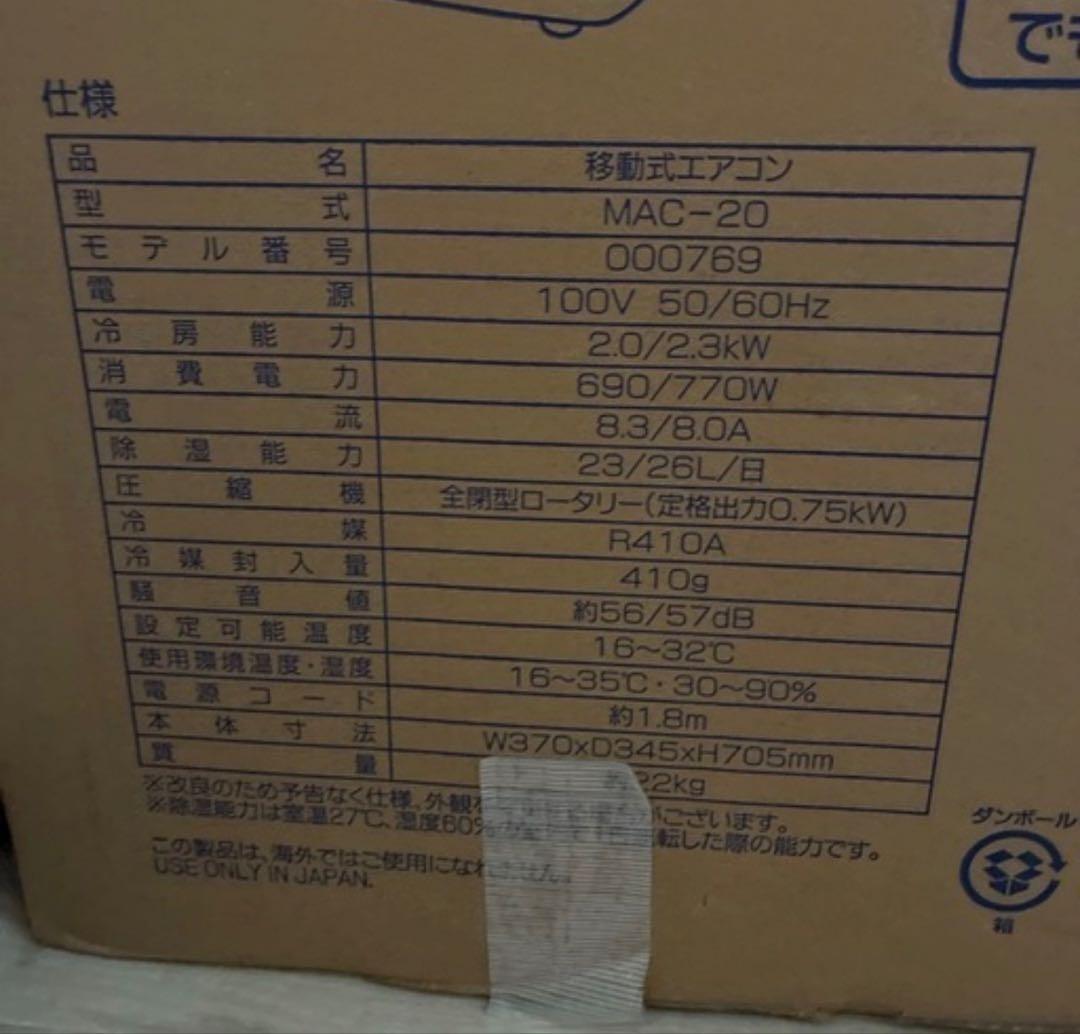 でも
仕様
品名 移動式エアコン
型式 MAC-20
モデル番号 000769
電源 100V 50/60Hz
冷房能力 2.0/2.3kW
消費電力 690/770W
電流 8.3/8.0A
除湿能力 23/26L/日
圧縮機 全閉型ロータリー(定格出力0.75kW)
冷媒 R410A
冷媒封入量 410g
騒音値 約56/57dB
設定可能温度 16〜32℃
使用環境温度・湿度 16〜35℃・30〜90%
電源コード 約1.8m
本体寸法 W370xD345xH705mm
質量 約22kg
※改良のため予告なく仕様、外観を ございます。
※除湿能力は室温27℃、湿度60% 運転した際の能力です。
この製品は、海外ではご使用になれません。
USE ONLY IN JAPAN.
ダンボール
箱